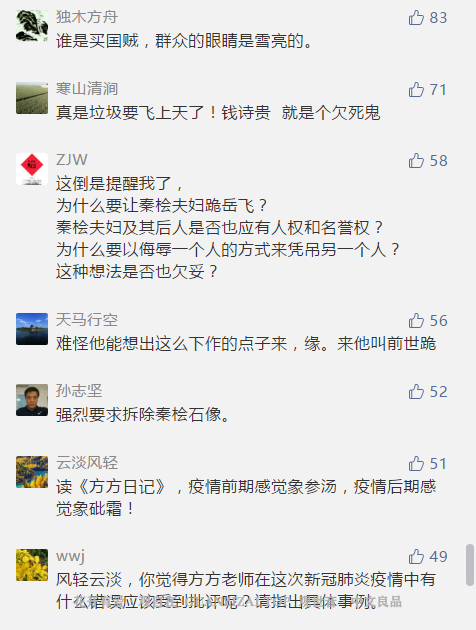 独木方舟
83
谁是买国贼，群众的眼睛是雪亮的。
寒山清涧
71
真是垃圾要飞上天了！钱诗贵 就是个欠死鬼
ZJW
58
这倒是提醒我了，
为什么要让秦桧夫妇跪岳飞？
秦桧夫妇及其后人是否也应有人权和名誉权？
为什么要以侮辱一个人的方式来凭吊另一个人？
这种想法是否也欠妥？
天马行空
56
难怪他能想出这么下作的点子来，缘。来他叫前世跪
孙志坚
52
强烈要求拆除秦桧石像。
云淡风轻
51
读《方方日记》，疫情前期感觉象参汤，疫情后期感
觉象砒霜！
wwj
49
风轻云淡，你觉得方方老师在这次新冠肺炎疫情中有
什么错误应该受到批评呢？请指出具体事例。